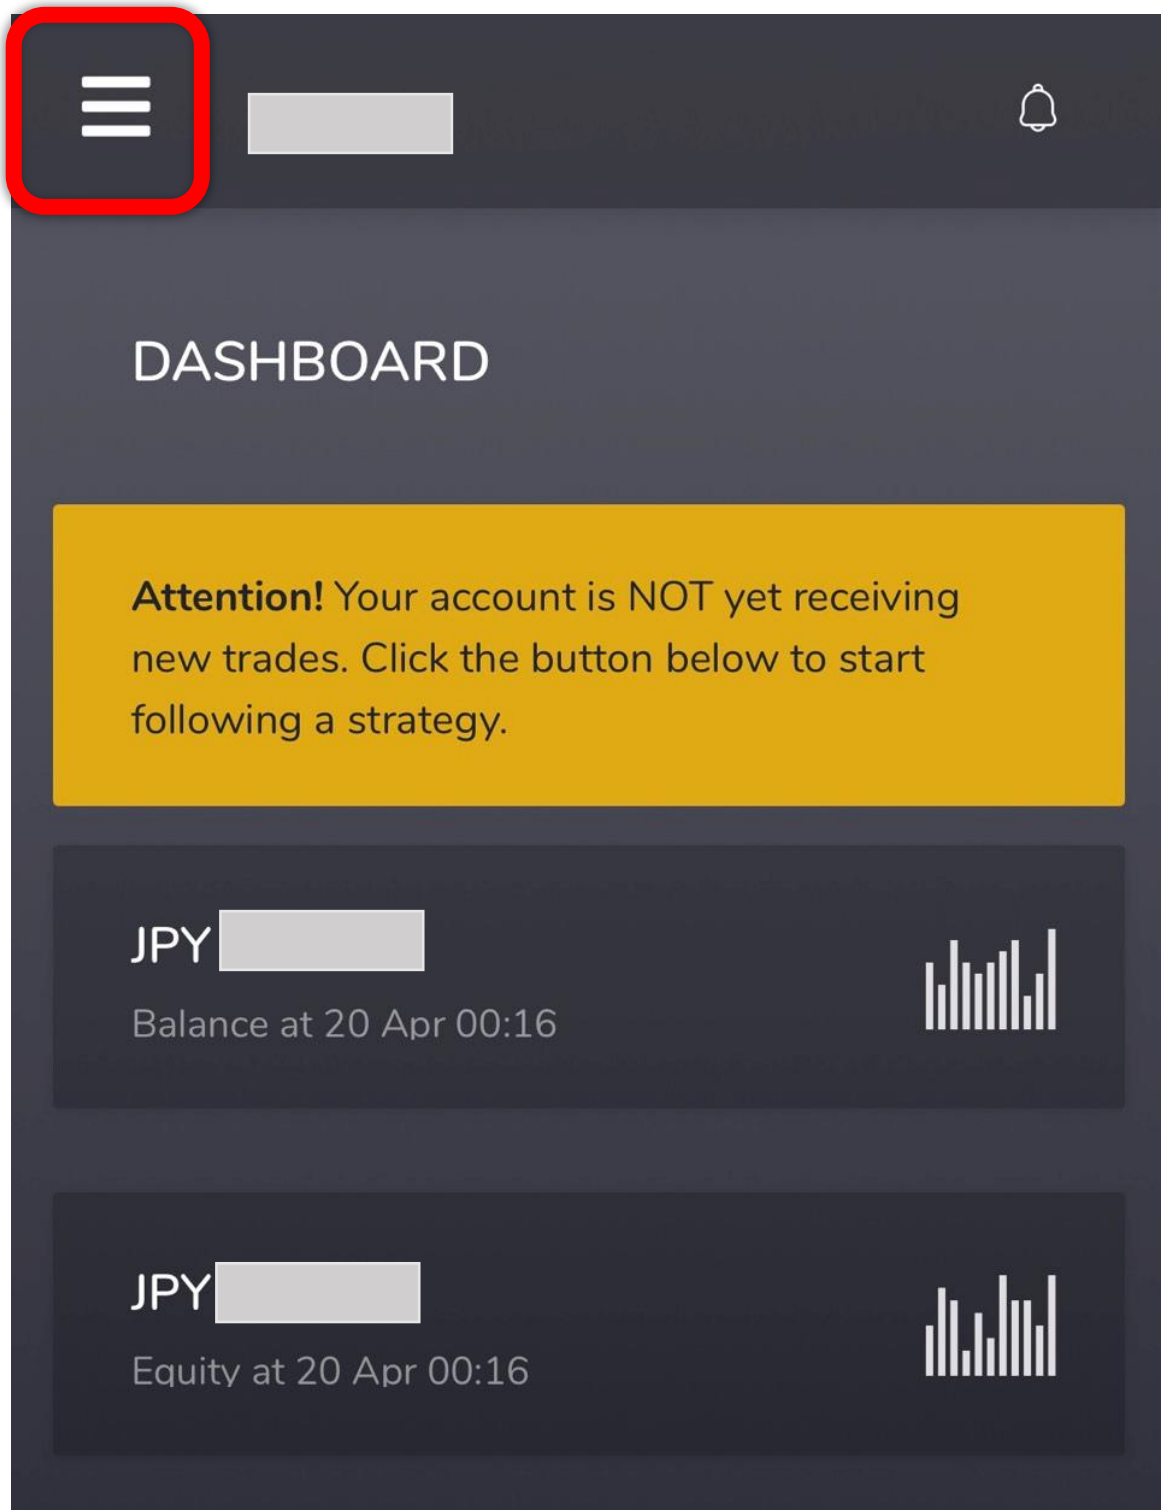 DASHBOARD
Attention! Your account is NOT yet receiving
new trades. Click the button below to start
following a strategy.
JPY
Balance at 20 Apr 00:16
JPY
Equity at 20 Apr 00:16